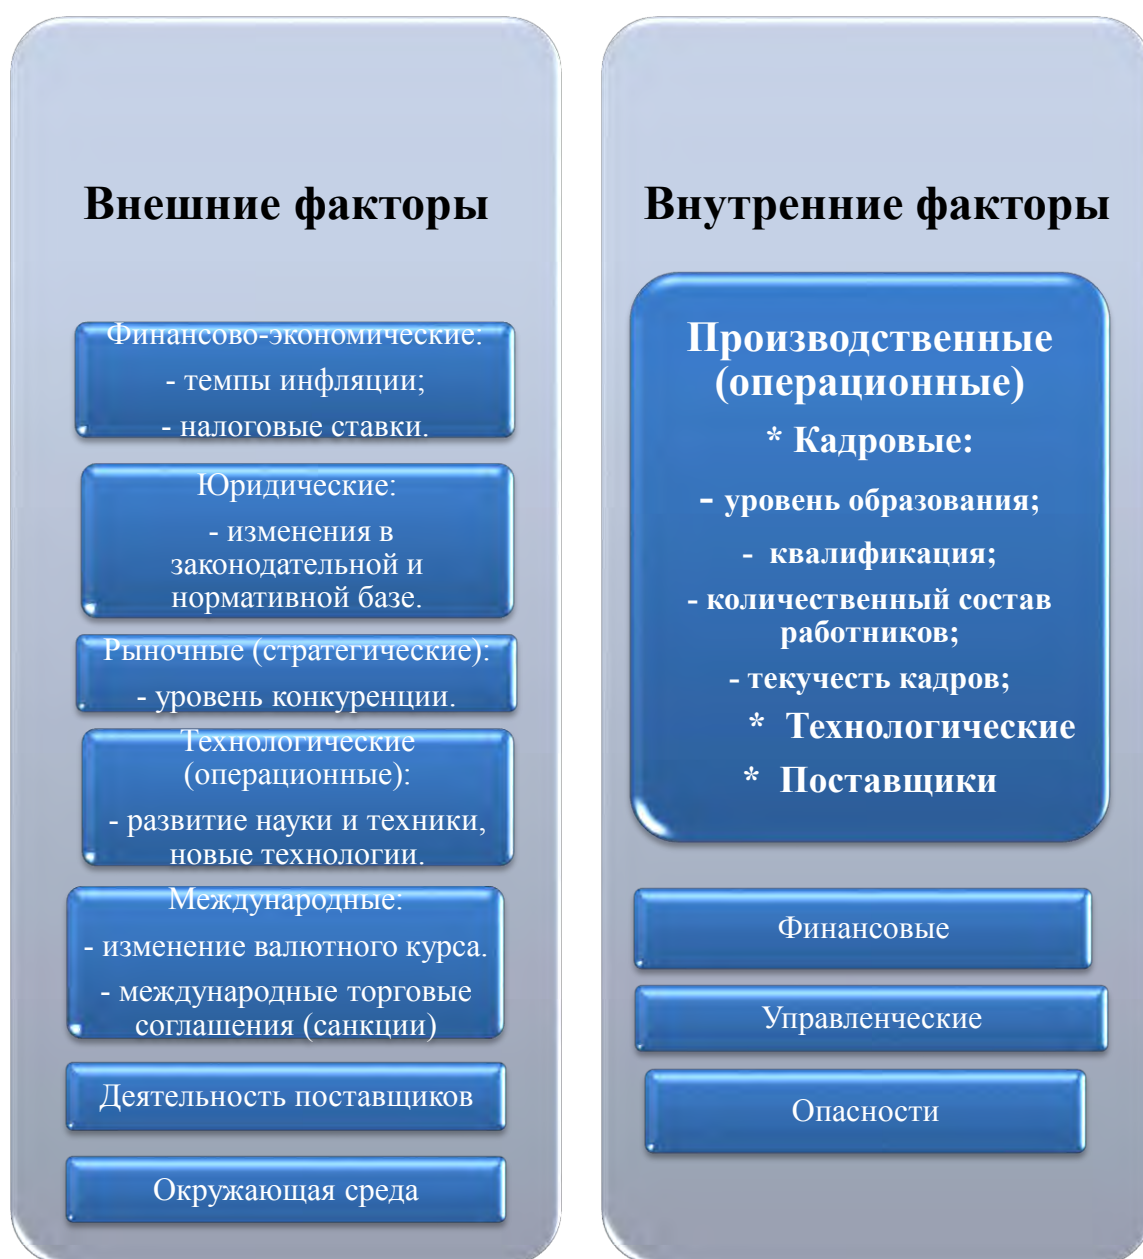 Внешние факторы
Финансово-экономические:
- темпы инфляции;
- налоговые ставки.
Юридические:
- изменения в
законодательной и
нормативной базе.
Рыночные (стратегические):
- уровень конкуренции.
Технологические
(операционные):
- развитие науки и техники,
новые технологии.
Международные:
- изменение валютного курса.
- международные торговые
соглашения (санкции)
Деятельность поставщиков
Окружающая среда
Внутренние факторы
Производственные
(операционные)
* Кадровые:
- уровень образования;
- квалификация;
- количественный состав
работников;
- текучесть кадров;
* Технологические
* Поставщики
Финансовые
Управленческие
Опасности